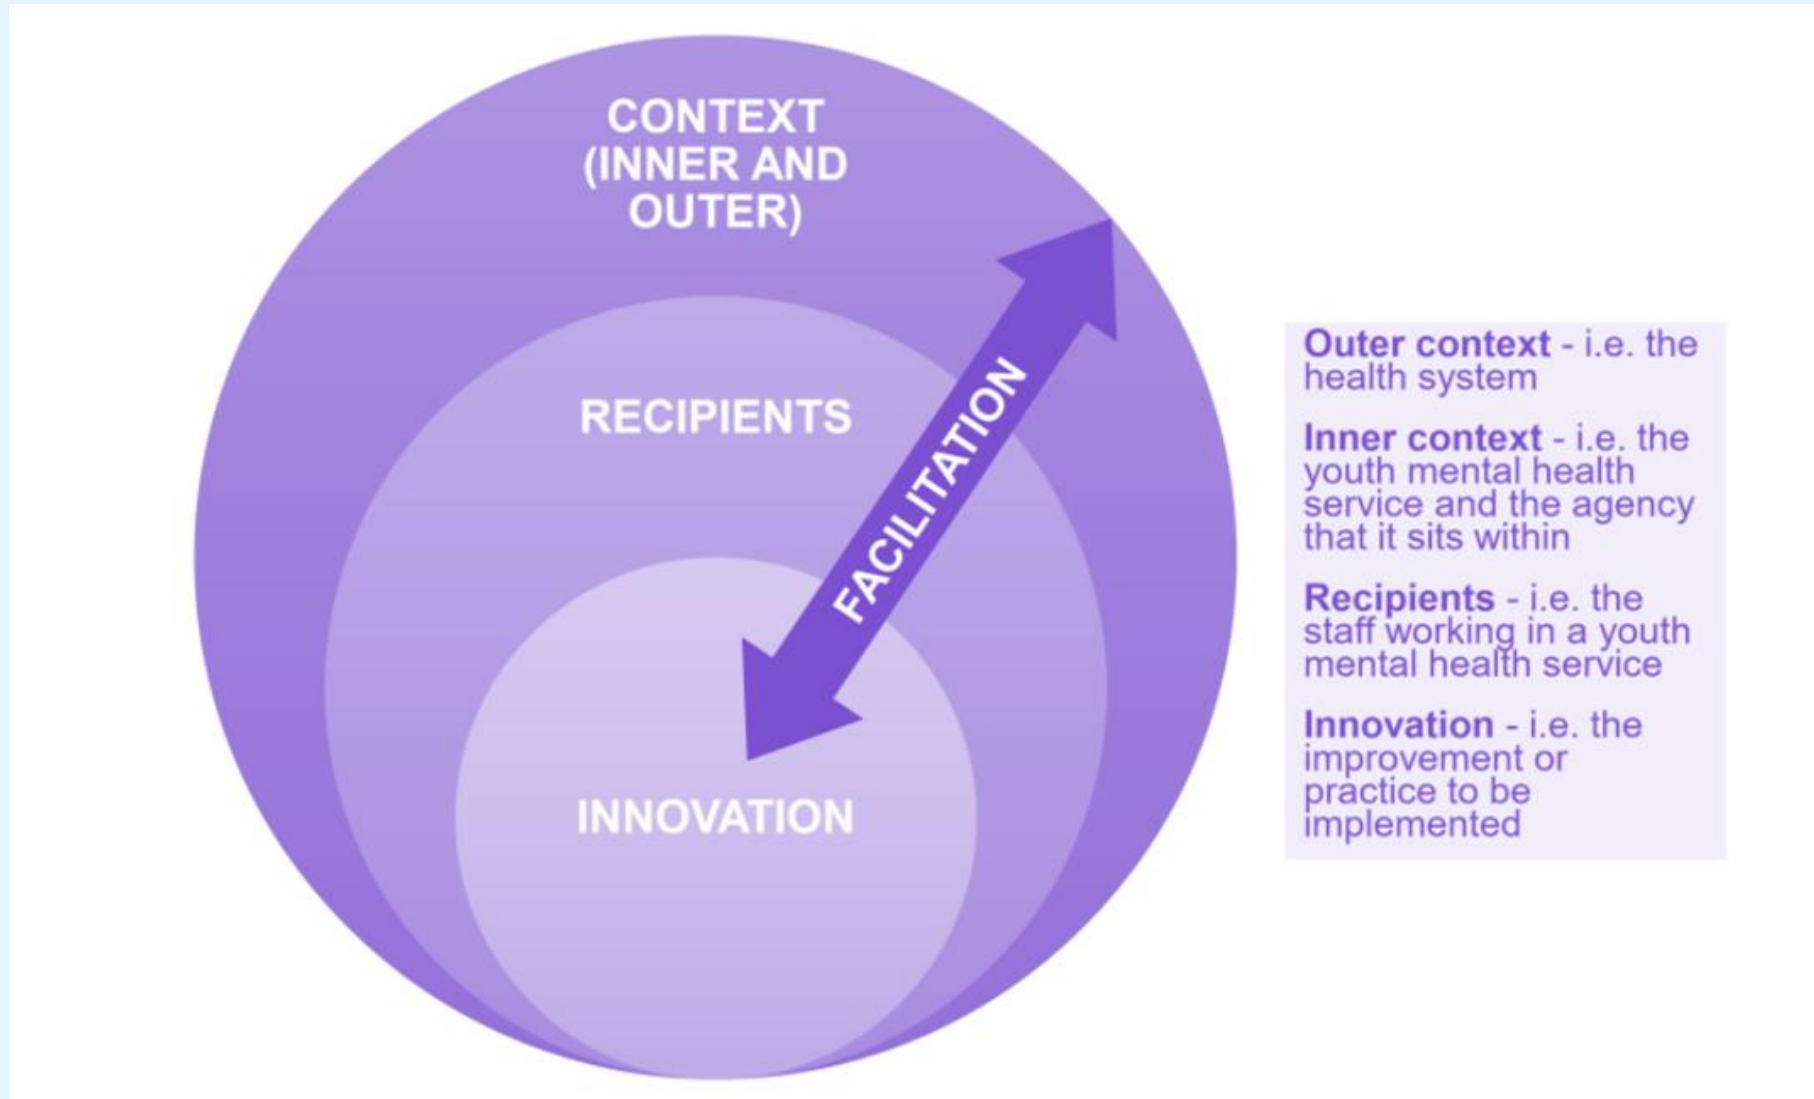 CONTEXT
(INNER AND
OUTER)
RECIPIENTS
FACILITATION
INNOVATION
Outer context - i.e. the
health system
Inner context - i.e. the
youth mental health
service and the agency
that it sits within
Recipients - i.e. the
staff working in a youth
mental health service
Innovation - i.e. the
improvement or
practice to be
implemented